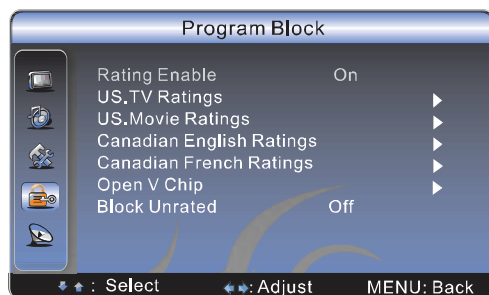 Program Block
Rating Enable On
US.TV Ratings
US.Movie Ratings
Canadian English Ratings
Canadian French Ratings
Open V Chip
Block Unrated Off
: Select : Adjust MENU: Back